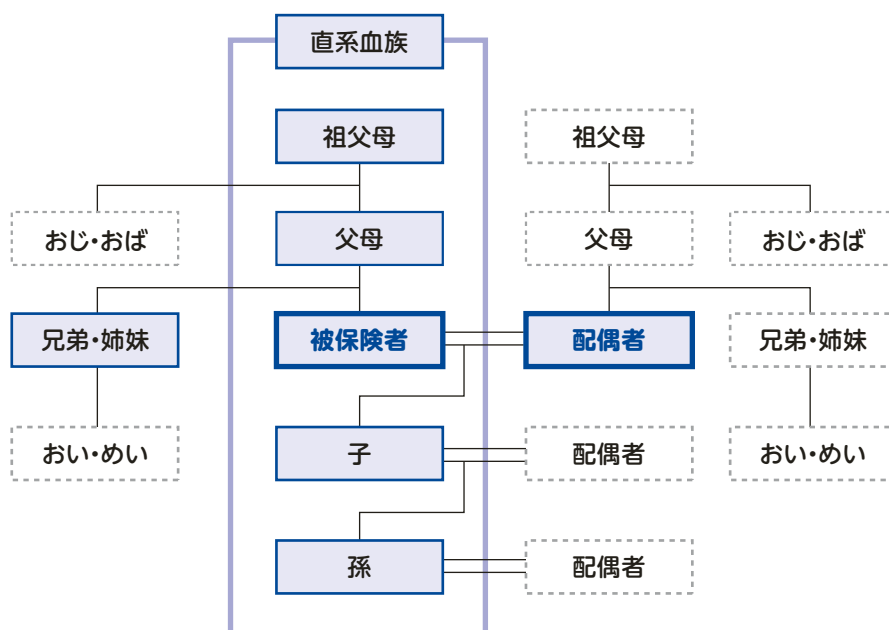 直系血族
祖父母
祖父母
おじ・おば
父母
父母
おじ・おば
兄弟・姉妹
被保険者
配偶者
兄弟・姉妹
おい・めい
子
配偶者
おい・めい
孫
配偶者